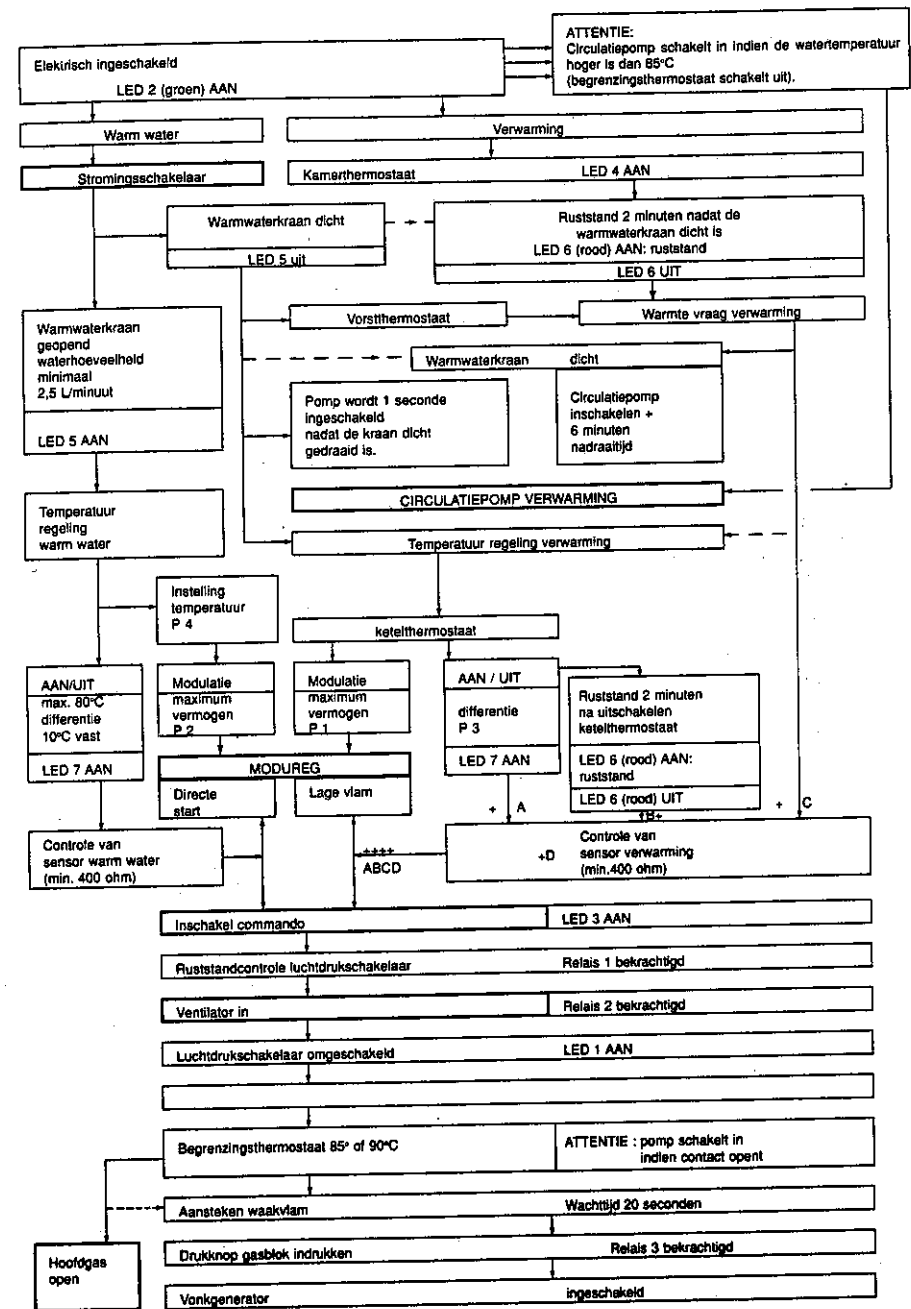 ATTENTIE:
Circulatiepomp schakelt in indien de watertemperatuur
hoger is dan 85°C
(begrenzingsthermostaat schakelt uit).
Elekirisch ingeschakeld
LED 2 (groen) AAN
Warm water
Verwarming
Stromingsschakelaar
Kamerthermostaat LED 4 AAN
Warmwaterkraan dicht
LED 5 uit
Ruststand 2 minuten nadat de
warmwaterkraan dicht is
LED 6 (rood) AAN: ruststand
LED 6 UIT
Vorstthermostaat
Warmte vraag verwarming
Warmwaterkraan
geopend
waterhoeveelheid
minimaal
2,5 L/minuut
LED 5 AAN
Warmwaterkraan dicht
Pomp wordt 1 seconde
ingeschakeld
nadat de kraan dicht
gedraaid is.
Circulatiepomp
inschakelen +
6 minuten
nadraaitijd
CIRCULATIEPOMP VERWARMING
Temperatuur
regeling
warm water
Temperatuur regeling verwarming
Instelling
temperatuur
P 4
ketelthermostaat
AAN/UIT
max. 80°C
differentie
10°C vast
LED 7 AAN
Modulatie
maximum
vermogen
P 2
Modulatie
maximum
vermogen
P 1
AAN / UIT
differentie
P 3
LED 7 AAN
Ruststand 2 minuten
na uitschakelen
ketelthermostaat
LED 6 (rood) AAN:
ruststand
LED 6 (rood) UIT
MODUREG
Directe
start
Lage vlam
+ A
B+
+ C
Controle van
sensor warm water
(min. 400 ohm)
++++
ABCD
+D
Controle van
sensor verwarming
(min.400 ohm)
Inschakel commando LED 3 AAN
Ruststandcontrole luchtdrukschakelaar Relais 1 bekrachtigd
Ventilator in Relais 2 bekrachtigd
Luchtdrukschakelaar omgeschakeld LED 1 AAN
Begrenzingsthermostaat 85° of 90°C
ATTENTIE : pomp schakelt in
indien contact opent
Aansteken waakvlam Wachttijd 20 seconden
Drukknop gasblok indrukken Relais 3 bekrachtigd
Hoofdgas
open
Vonkgenerator ingeschakeld